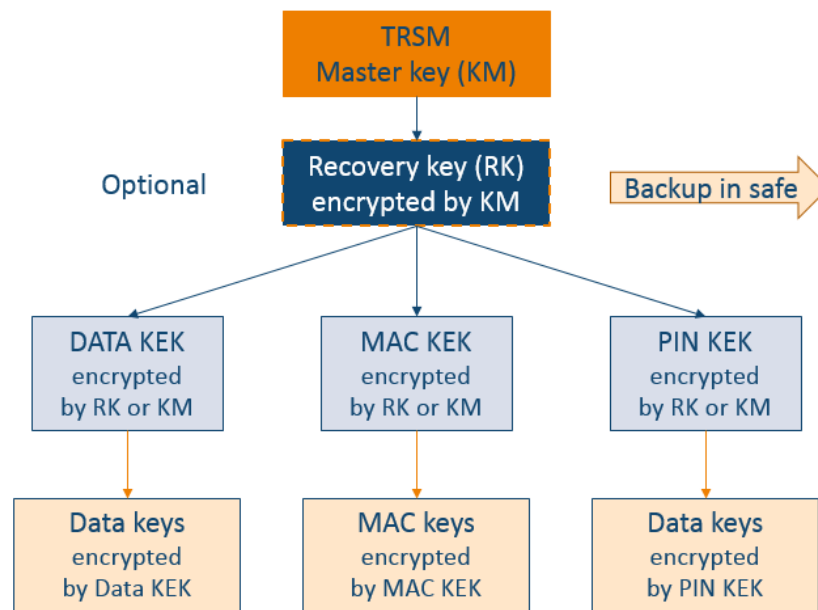 TRSM
Master key (KM)
Optional
Recovery key (RK)
encrypted by KM
Backup in safe
DATA KEK
encrypted
by RK or KM
MAC KEK
encrypted
by RK or KM
PIN KEK
encrypted
by RK or KM
Data keys
encrypted
by Data KEK
MAC keys
encrypted
by MAC KEK
Data keys
encrypted
by PIN KEK